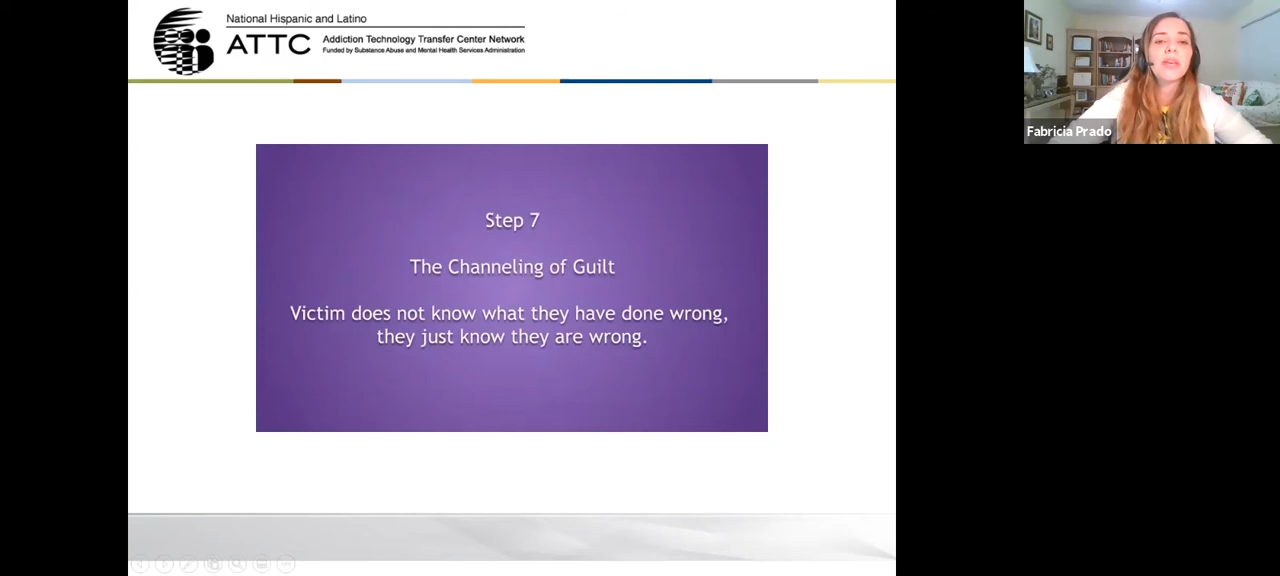 National Hispanic and Latino
ATTC
Addiction Technology Transfer Center Network
Funded by Substance Abuse and Mental Health Services Administration
Step 7
The Channeling of Guilt
Victim does not know what they have done wrong,
they just know they are wrong.
Fabricia Prado